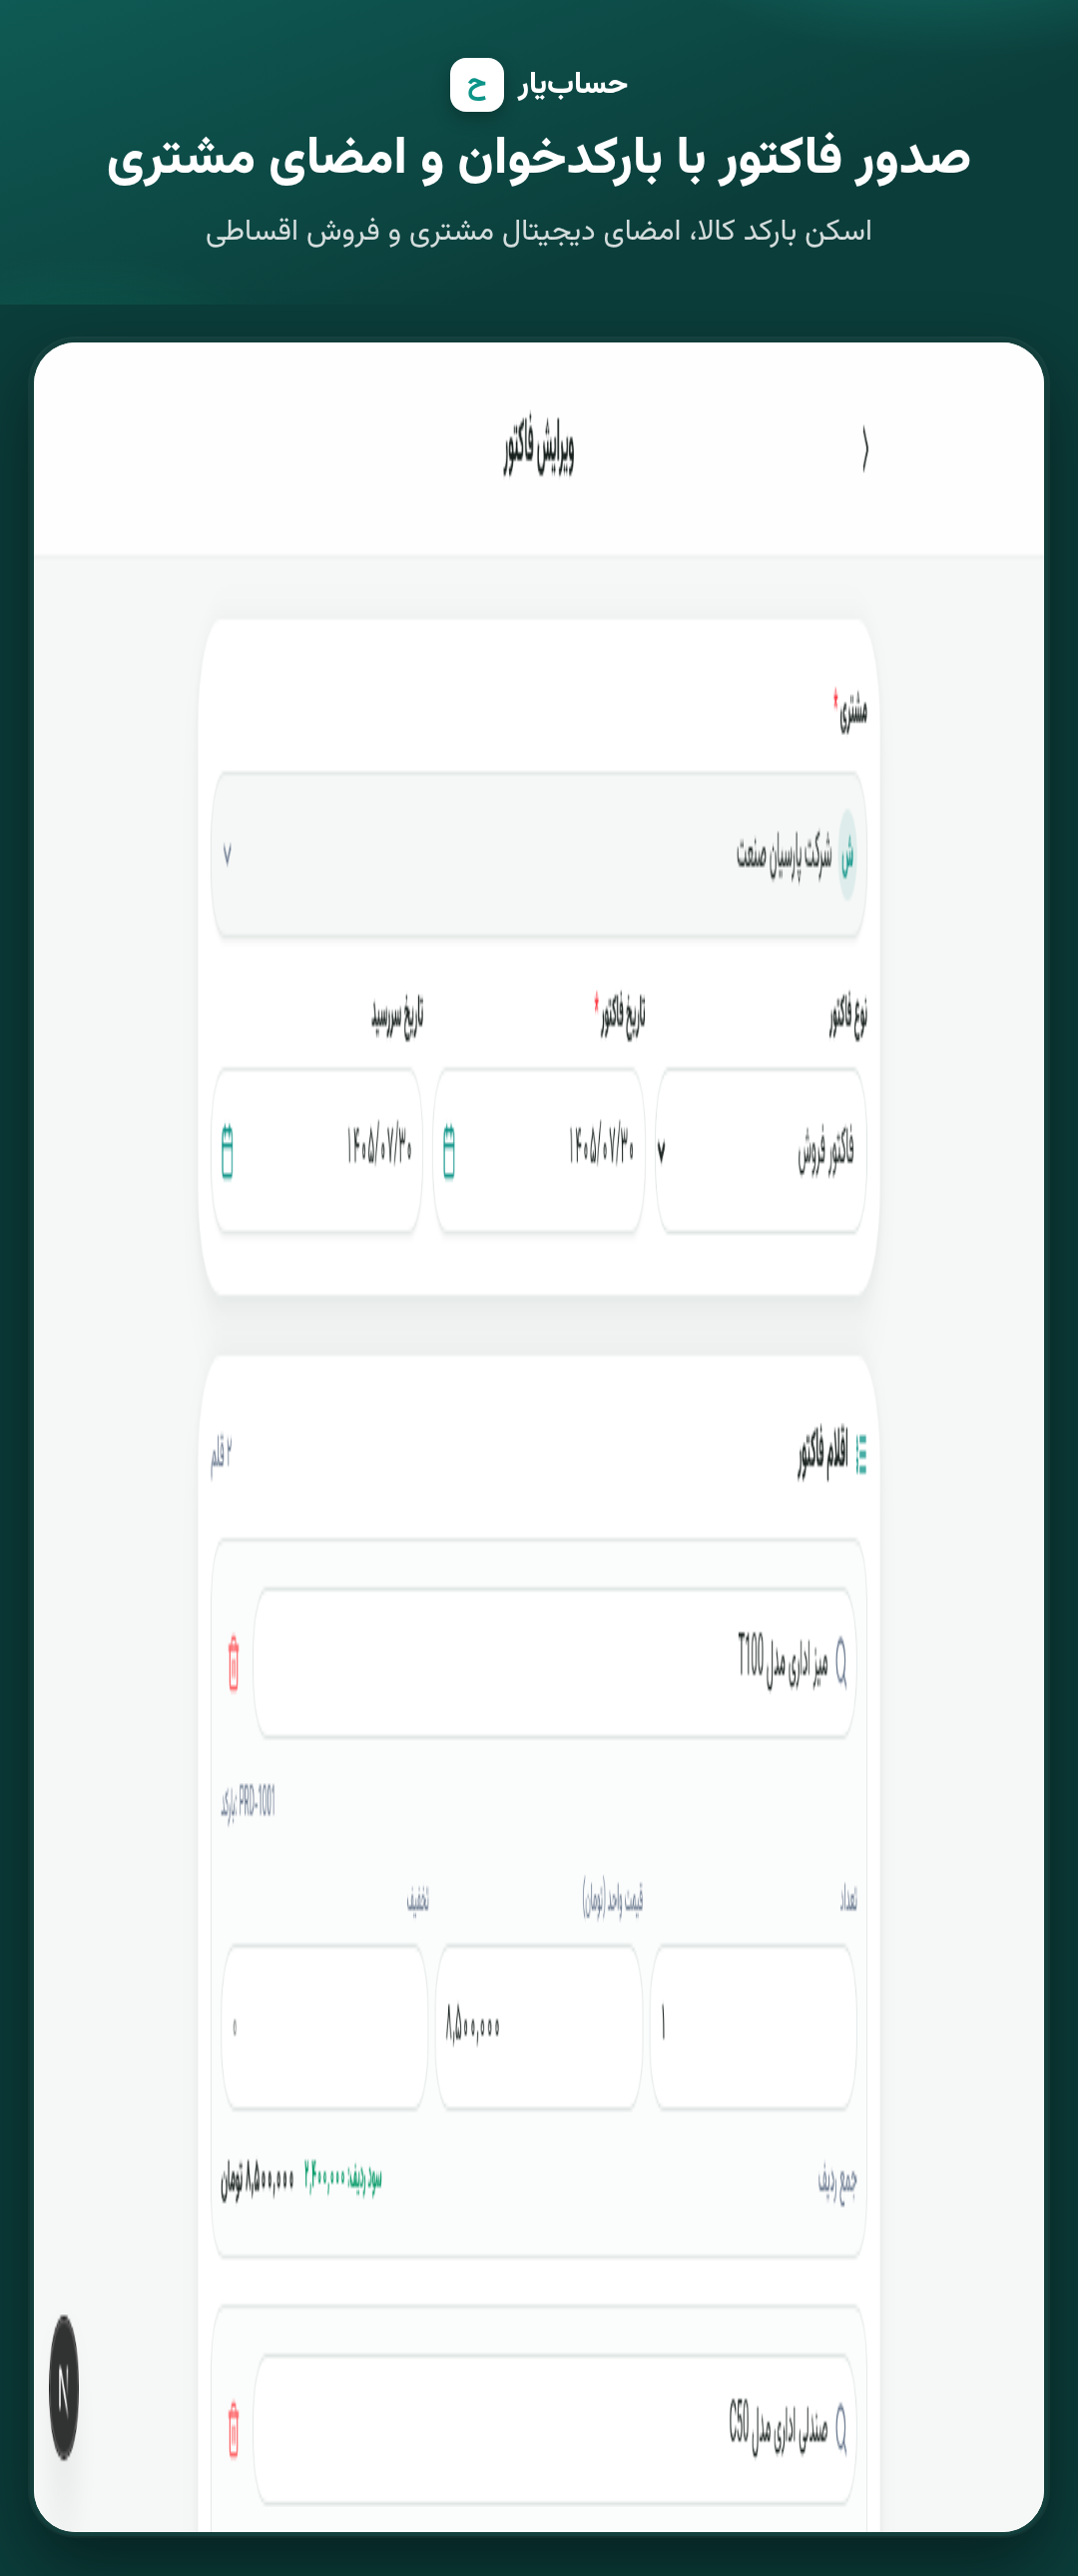 حساب‌یار ح
صدور فاکتور با بارکدخوان و امضای مشتری
اسکن بارکد کالا، امضای دیجیتال مشتری و فروش اقساطی
ویرایش فاکتور
مشتری *
ش شرکت پارسیان صنعت
نوع فاکتور تاریخ فاکتور * تاریخ سررسید
فاکتور فروش ۱۴۰۵/۰۷/۳۰ ۱۴۰۵/۰۷/۳۰
اقلام فاکتور ۲ قلم
میز اداری مدل T100
بارکد: PRD-1001
تعداد قیمت واحد (تومان) تخفیف
۱ ۸,۵۰۰,۰۰۰ ۰
جمع ردیف سود ردیف: ۲,۴۰۰,۰۰۰ ۸,۵۰۰,۰۰۰ تومان
صندلی اداری مدل C50
N